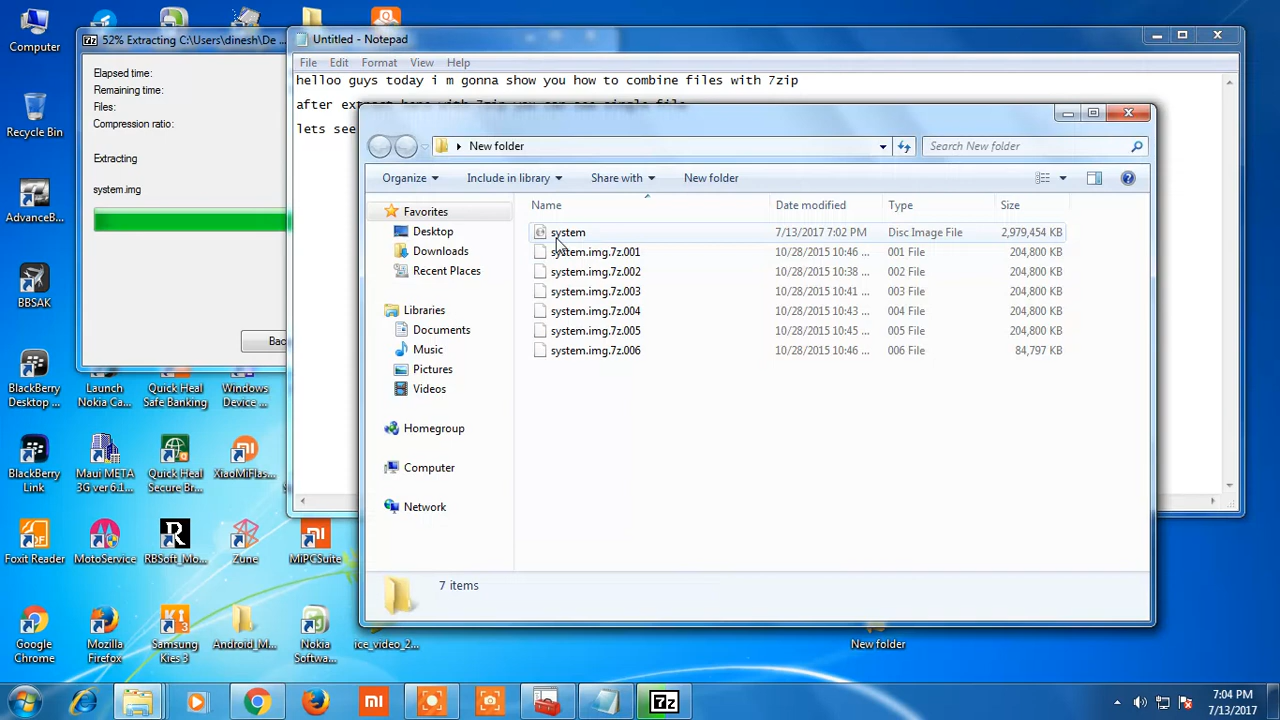 Computer
Recycle Bin
AdvanceB...
BBSAK
BlackBerry
Desktop ...
Launch
Nokia Ca...
Quick Heal
Safe Banking
Windows
Device ...
BlackBerry
Link
Maui META
3G ver 6.1...
Quick Heal
Secure Br...
XiaoMiFlas...
Foxit Reader
MotoService
RBSoft_Mo...
Zune
MiPCSuite
Google
Chrome
Mozilla
Firefox
Samsung
Kies 3
Android_M...
Nokia
Softwa...
ice_video_2...
New folder
52% Extracting C:\Users\dinesh\De
Elapsed time:
Remaining time:
Files:
Compression ratio:
Extracting
system.img
Untitled - Notepad
File Edit Format View Help
helloo guys today i m gonna show you how to combine files with 7zip
after extract
lets see
New folder
Search New folder
Organize Include in library Share with New folder
Favorites
Desktop
Downloads
Recent Places
Libraries
Documents
Music
Pictures
Videos
Homegroup
Computer
Network
Name Date modified Type Size
system 7/13/2017 7:02 PM Disc Image File 2,979,454 KB
system.img.7z.001 10/28/2015 10:46 ... 001 File 204,800 KB
system.img.7z.002 10/28/2015 10:38 ... 002 File 204,800 KB
system.img.7z.003 10/28/2015 10:41 ... 003 File 204,800 KB
system.img.7z.004 10/28/2015 10:43 ... 004 File 204,800 KB
system.img.7z.005 10/28/2015 10:45 ... 005 File 204,800 KB
system.img.7z.006 10/28/2015 10:46 ... 006 File 84,797 KB
7 items
7:04 PM
7/13/2017